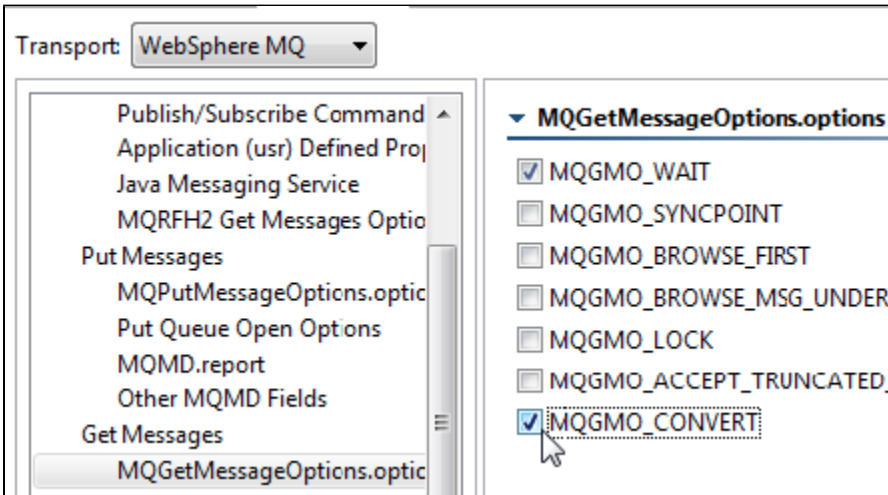 Transport: WebSphere MQ
Publish/Subscribe Command
Application (usr) Defined Pro
Java Messaging Service
MQRFH2 Get Messages Optio
Put Messages
MQPutMessageOptions.optic
Put Queue Open Options
MQMD.report
Other MQMD Fields
Get Messages
MQGetMessageOptions.optic
MQGetMessageOptions.options
MQGMO_WAIT
MQGMO_SYNCPOINT
MQGMO_BROWSE_FIRST
MQGMO_BROWSE_MSG_UNDER
MQGMO_LOCK
MQGMO_ACCEPT_TRUNCATED_
MQGMO_CONVERT